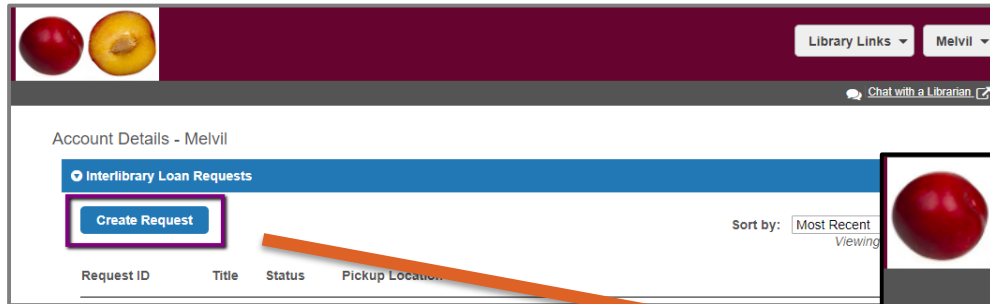 Library Links
Melvil
Chat with a Librarian
Account Details - Melvil
Interlibrary Loan Requests
Create Request
Sort by: Most Recent
Viewing
Request ID Title Status Pickup Location